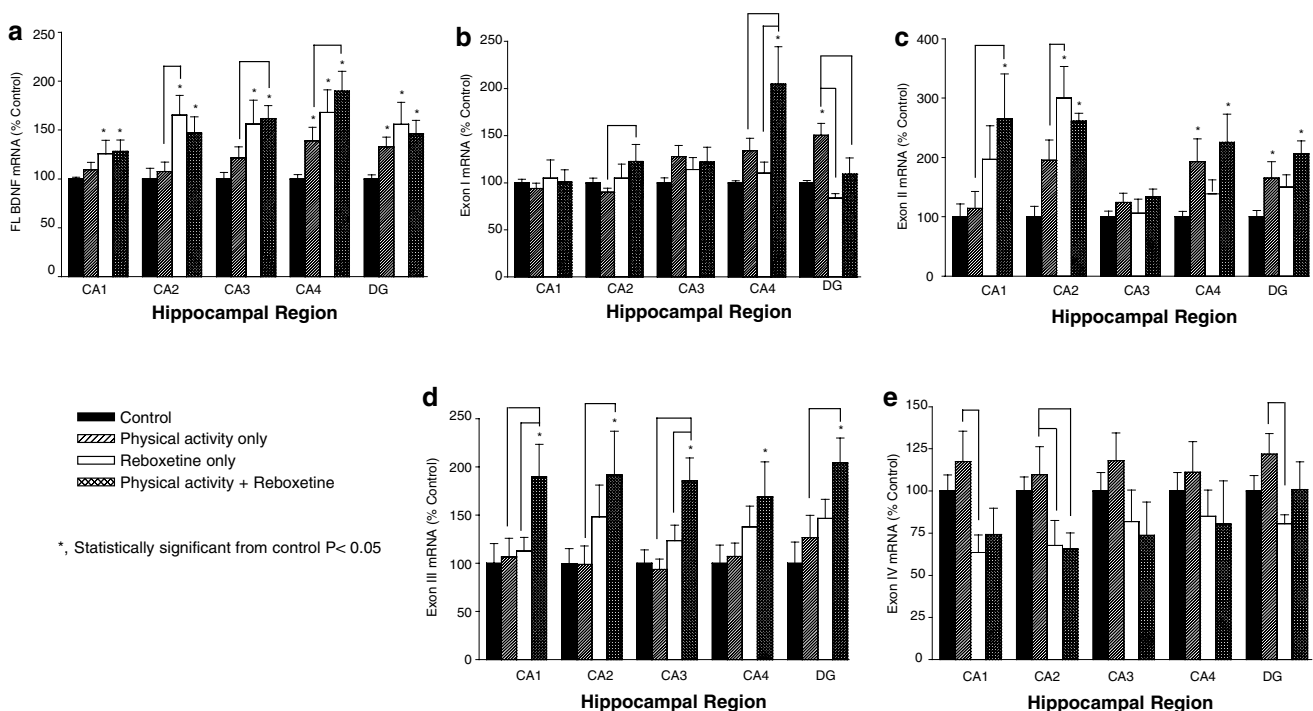 a
250
200
150
100
50
0
FL BDNF mRNA (% Control)
* * * * * * * * * * *
CA1 CA2 CA3 CA4 DG
Hippocampal Region
b
250
200
150
100
50
0
Exon I mRNA (% Control)
* *
CA1 CA2 CA3 CA4 DG
Hippocampal Region
c
400
300
200
100
0
Exon II mRNA (% Control)
* * * * * * *
CA1 CA2 CA3 CA4 DG
Hippocampal Region
Control
Physical activity only
Reboxetine only
Physical activity + Reboxetine
*, Statistically significant from control P< 0.05
d
250
200
150
100
50
0
Exon III mRNA (% Control)
* * * * *
CA1 CA2 CA3 CA4 DG
Hippocampal Region
e
150
125
100
75
50
25
0
Exon IV mRNA (% Control)
CA1 CA2 CA3 CA4 DG
Hippocampal Region